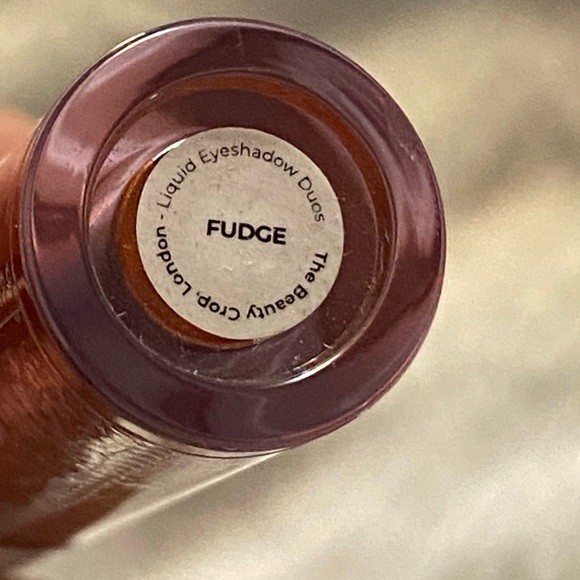 Liquid Eyeshadow Duos
FUDGE
The Beauty Crop, London -